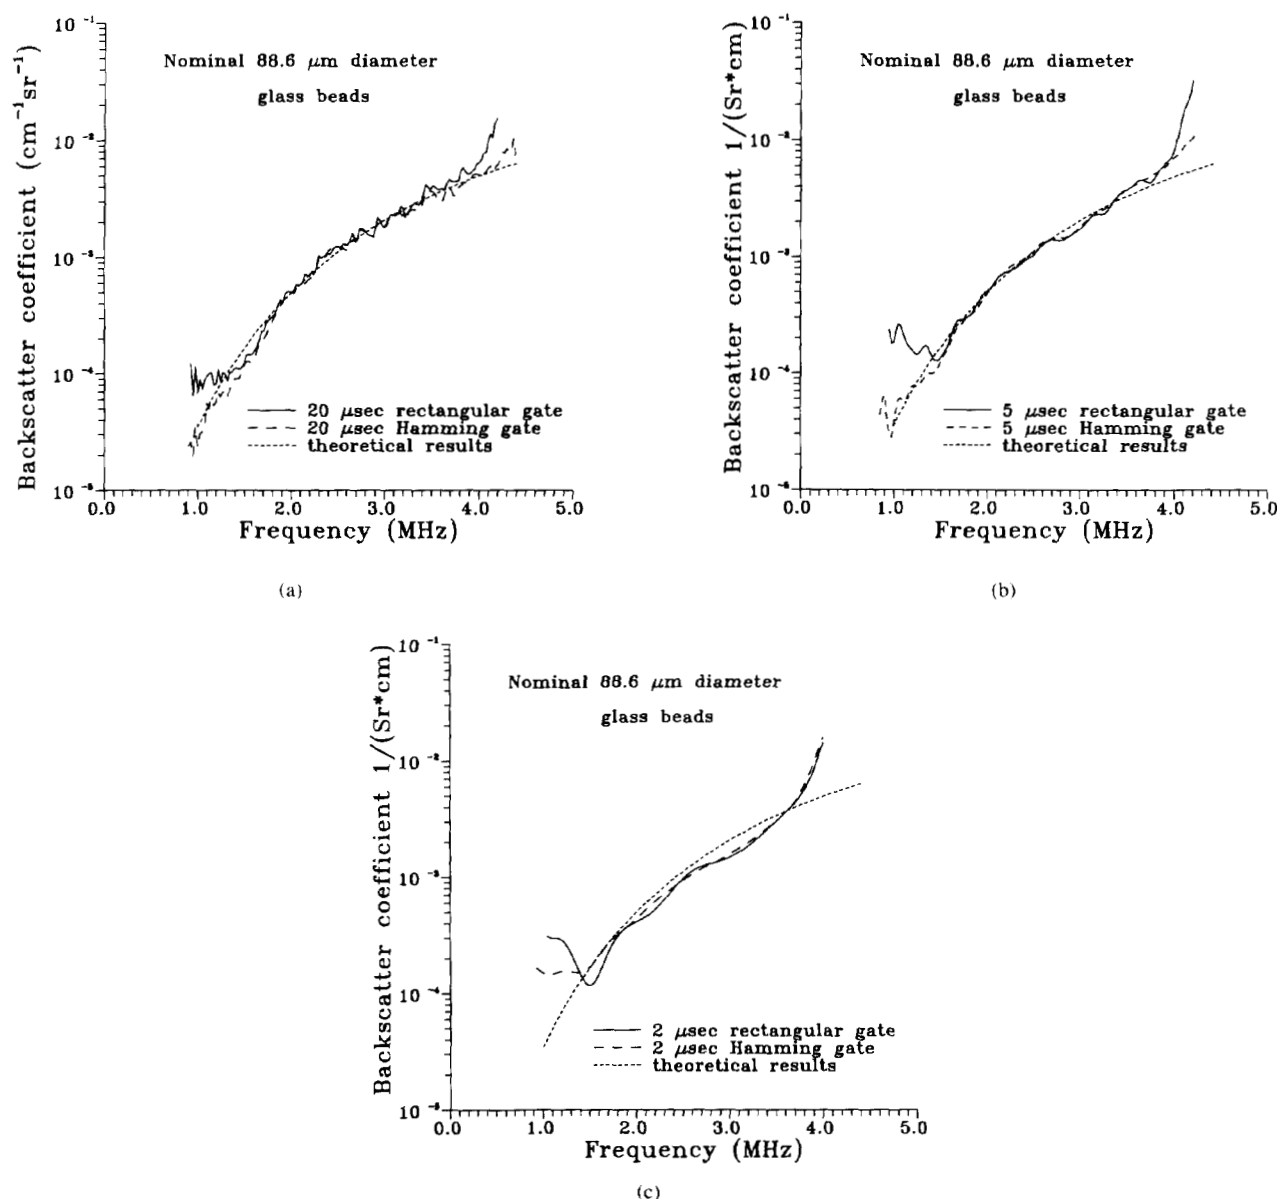 10 -1
10 -2
10 -3
10 -4
10 -5
Backscatter coefficient (cm-1sr-1)
Nominal 88.6 μm diameter
glass beads
20 μsec rectangular gate
20 μsec Hamming gate
theoretical results
0.0 1.0 2.0 3.0 4.0 5.0
Frequency (MHz)
(a)
10 -1
10 -2
10 -3
10 -4
10 -5
Backscatter coefficient 1/(Sr*cm)
Nominal 88.6 μm diameter
glass beads
5 μsec rectangular gate
5 μsec Hamming gate
theoretical results
0.0 1.0 2.0 3.0 4.0 5.0
Frequency (MHz)
(b)
10 -1
10 -2
10 -3
10 -4
10 -5
Backscatter coefficient 1/(Sr*cm)
Nominal 88.6 μm diameter
glass beads
2 μsec rectangular gate
2 μsec Hamming gate
theoretical results
0.0 1.0 2.0 3.0 4.0 5.0
Frequency (MHz)
(c)